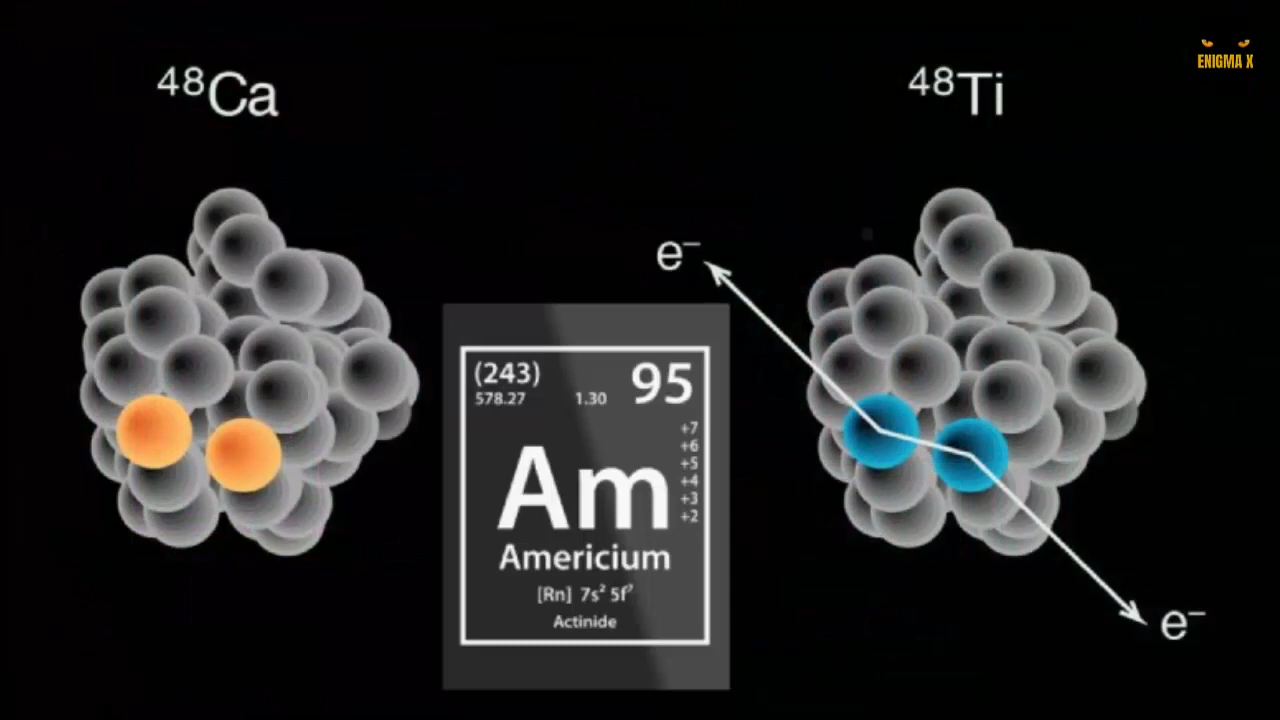 ⁴⁸Ca
⁴⁸Ti
ENIGMA X
e⁻
(243)
95
578.27
1.30
+7
+6
+5
+4
+3
+2
Am
Americium
[Rn] 7s² 5f⁷
Actinide
e⁻